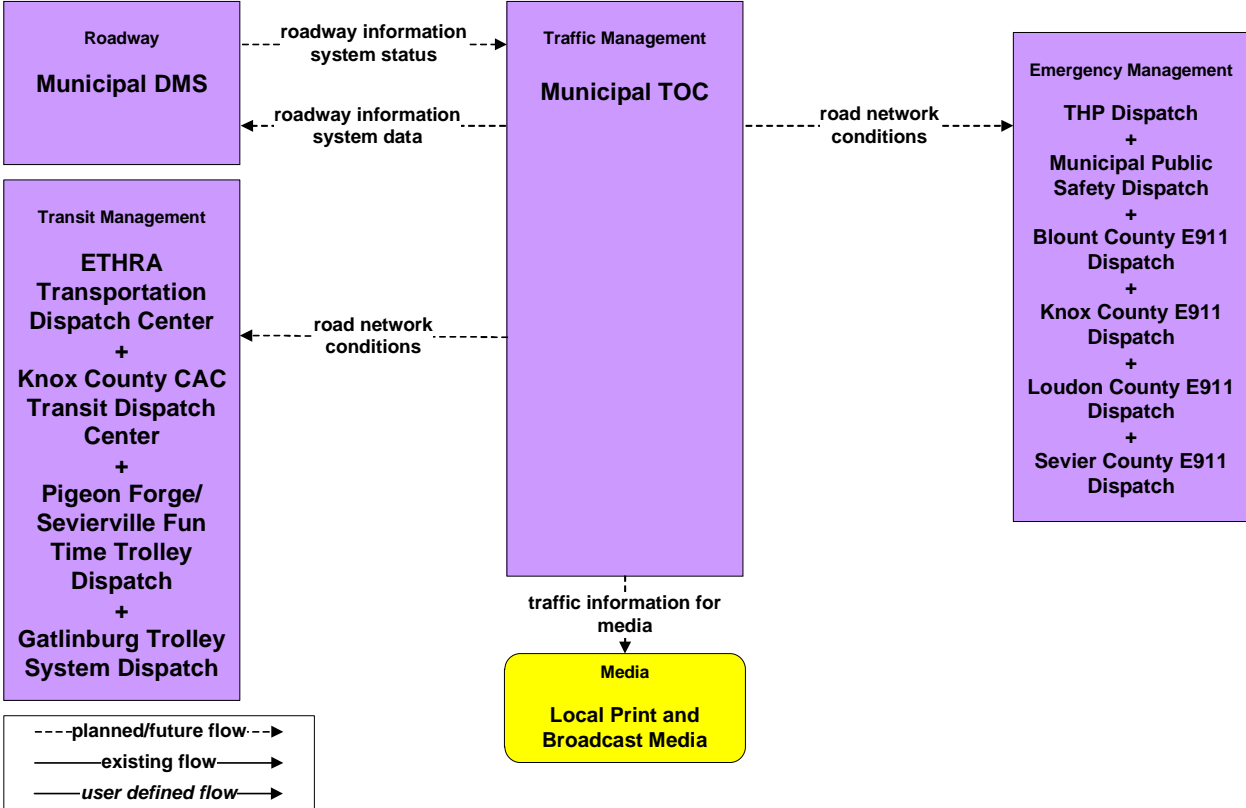 Roadway
Municipal DMS
roadway information
system status
roadway information
system data
Traffic Management
Municipal TOC
road network
conditions
Emergency Management
THP Dispatch
+
Municipal Public
Safety Dispatch
+
Blount County E911
Dispatch
+
Knox County E911
Dispatch
+
Loudon County E911
Dispatch
+
Sevier County E911
Dispatch
Transit Management
ETHRA
Transportation
Dispatch Center
+
Knox County CAC
Transit Dispatch
Center
+
Pigeon Forge/
Sevierville Fun
Time Trolley
Dispatch
+
Gatlinburg Trolley
System Dispatch
road network
conditions
traffic information for
media
Media
Local Print and
Broadcast Media
planned/future flow
existing flow
user defined flow